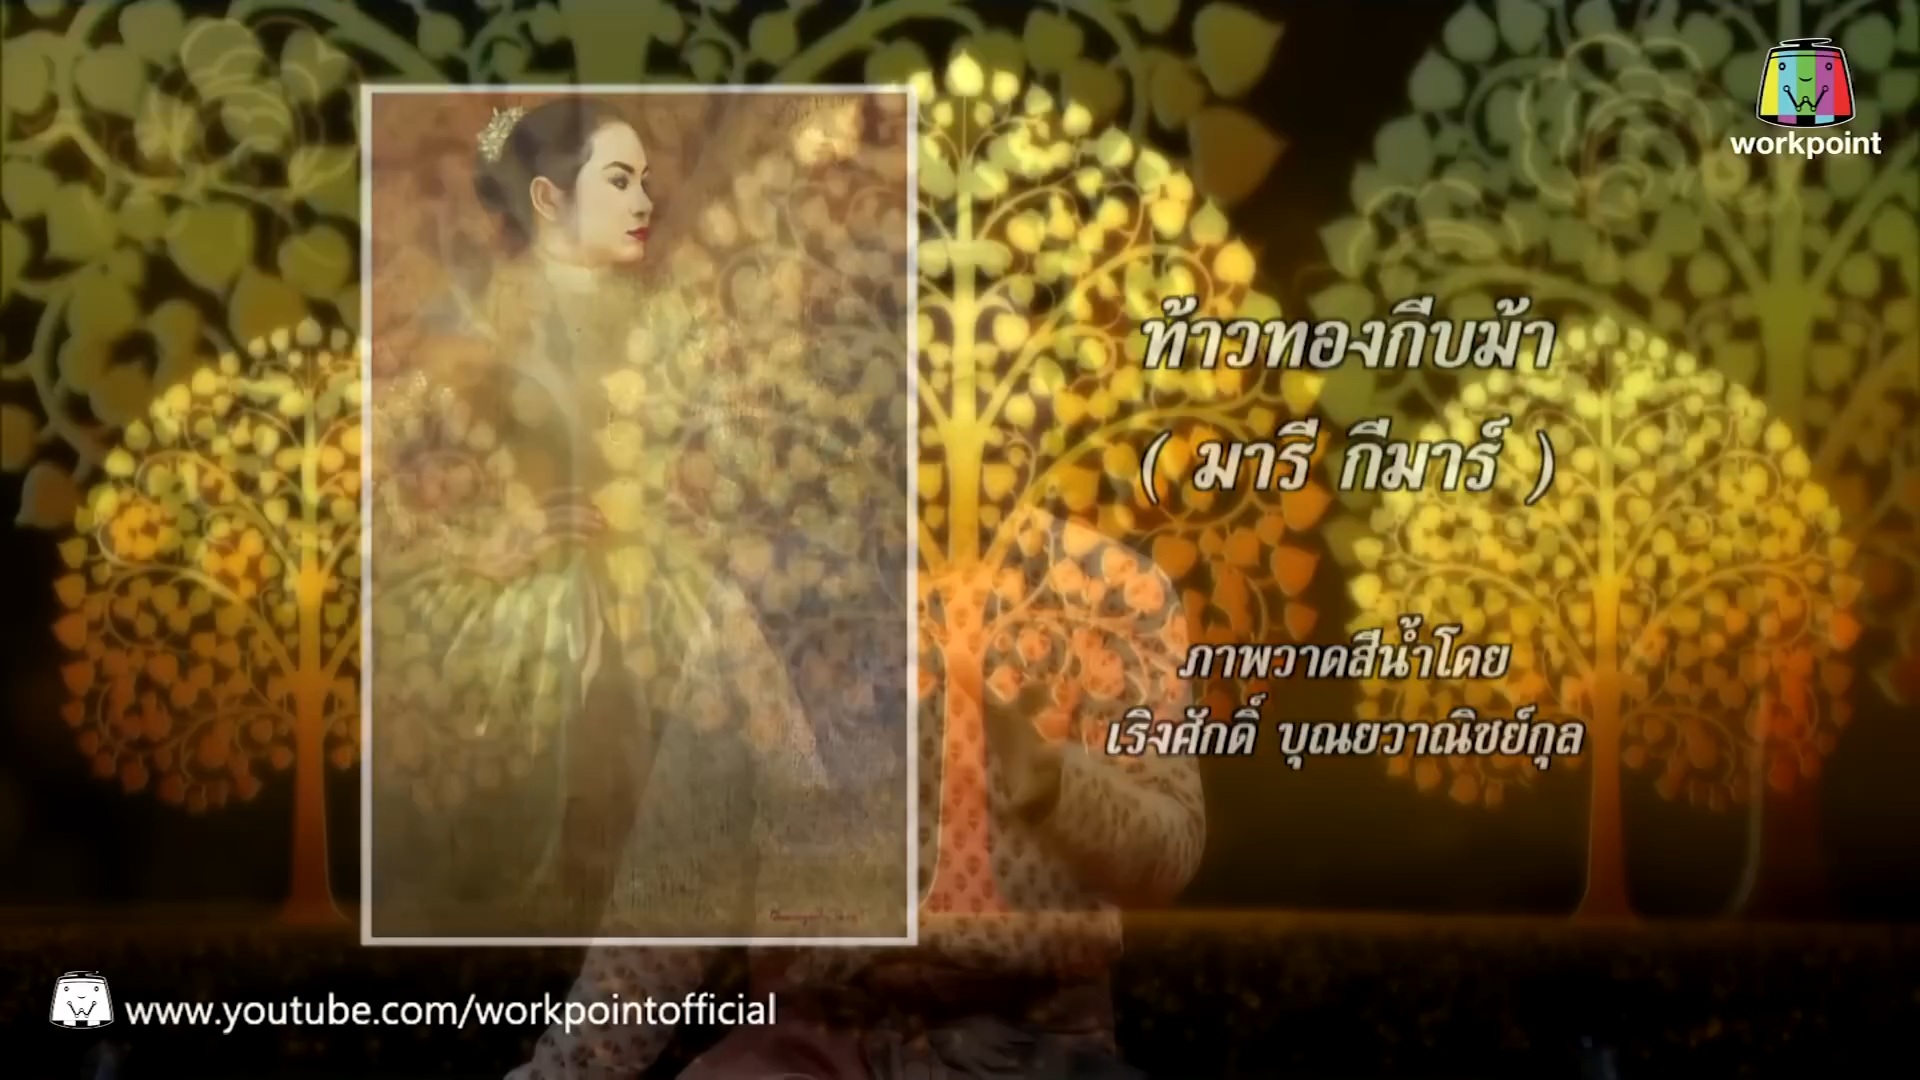 workpoint
ท้าวทองกีบม้า
( มารี กีมาร์ )
ภาพวาดสีน้ำโดย
เริงศักดิ์ บุณยวาณิชย์กุล
www.youtube.com/workpointofficial